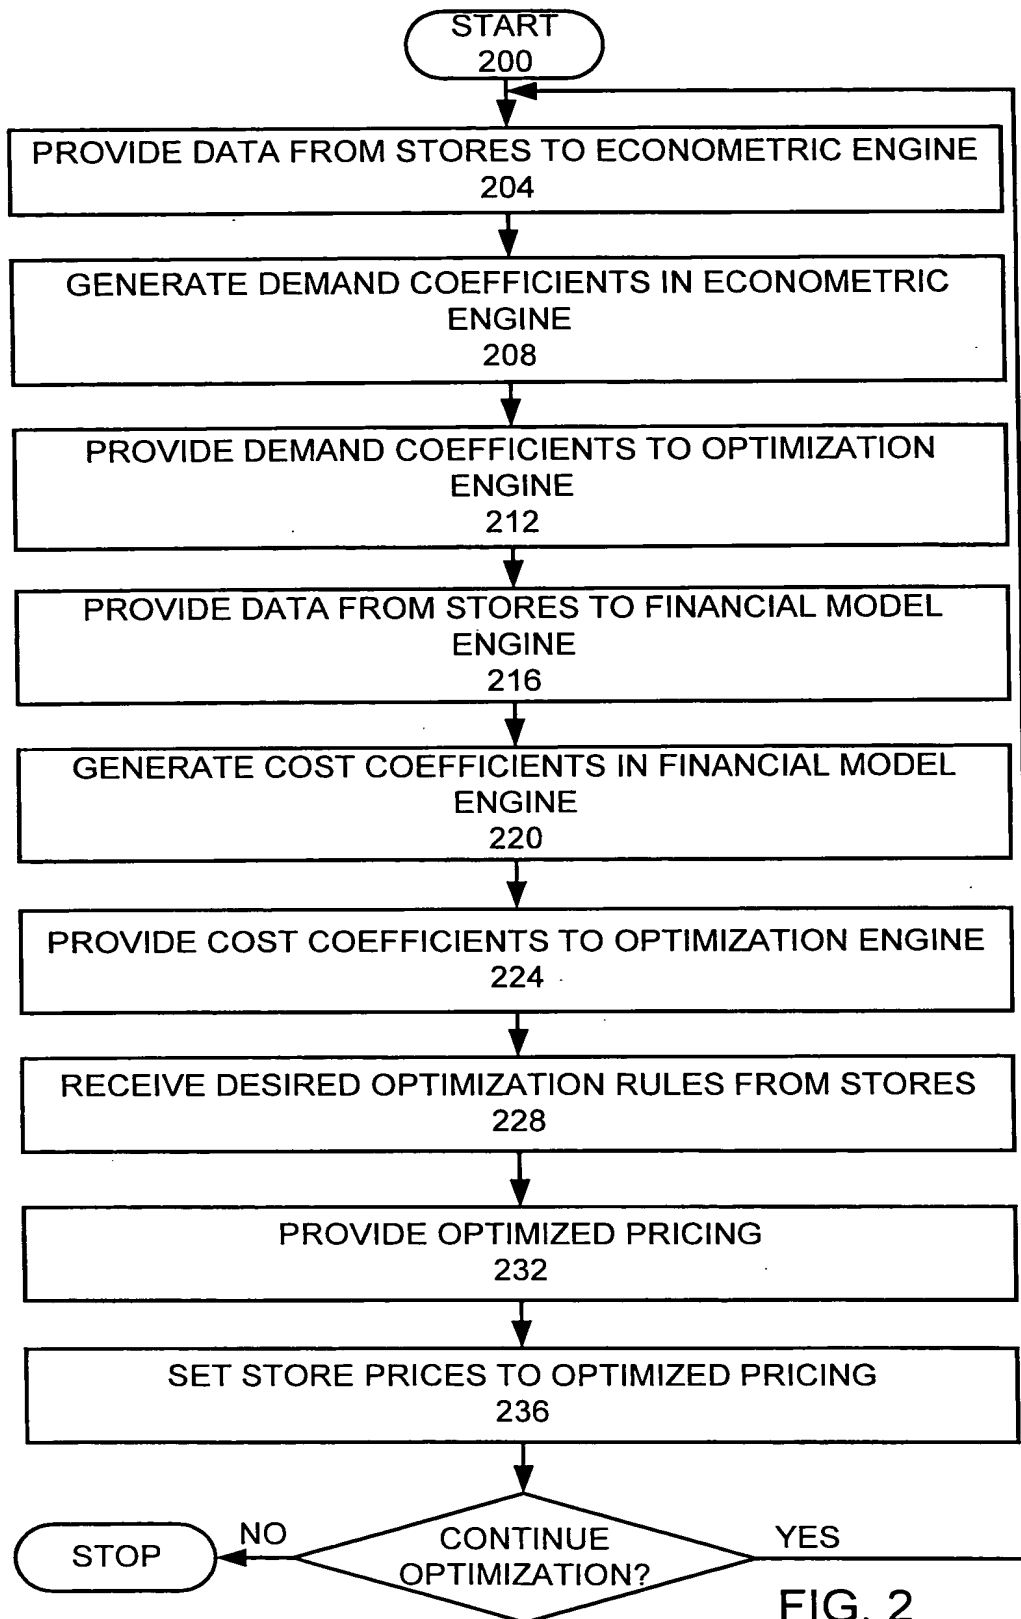 START
200
PROVIDE DATA FROM STORES TO ECONOMETRIC ENGINE
204
GENERATE DEMAND COEFFICIENTS IN ECONOMETRIC
ENGINE
208
PROVIDE DEMAND COEFFICIENTS TO OPTIMIZATION
ENGINE
212
PROVIDE DATA FROM STORES TO FINANCIAL MODEL
ENGINE
216
GENERATE COST COEFFICIENTS IN FINANCIAL MODEL
ENGINE
220
PROVIDE COST COEFFICIENTS TO OPTIMIZATION ENGINE
224
RECEIVE DESIRED OPTIMIZATION RULES FROM STORES
228
PROVIDE OPTIMIZED PRICING
232
SET STORE PRICES TO OPTIMIZED PRICING
236
STOP
NO
CONTINUE
OPTIMIZATION?
YES
FIG. 2